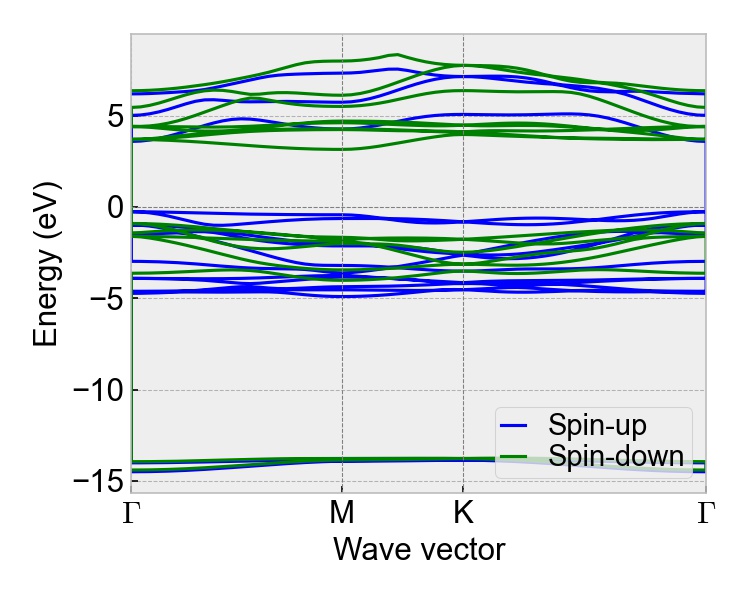 Energy (eV)
5
0
−5
−10
−15
Spin-up
Spin-down
Γ M K Γ
Wave vector